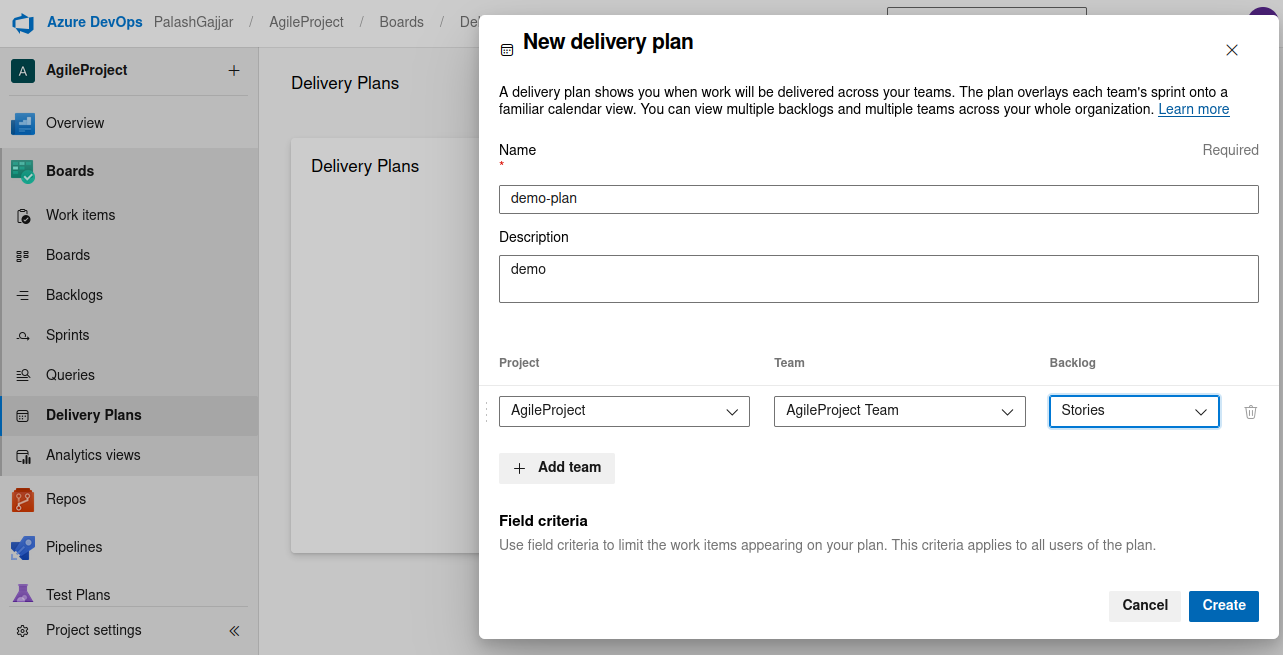 Azure DevOps PalashGajjar / AgileProject / Boards /
A AgileProject
Overview
Boards
Work items
Boards
Backlogs
Sprints
Queries
Delivery Plans
Analytics views
Repos
Pipelines
Test Plans
Project settings
Delivery Plans
Delivery Plans
New delivery plan
A delivery plan shows you when work will be delivered across your teams. The plan overlays each team's sprint onto a
familiar calendar view. You can view multiple backlogs and multiple teams across your whole organization. Learn more
Name Required
*
demo-plan
Description
demo
Project Team Backlog
AgileProject AgileProject Team Stories
+ Add team
Field criteria
Use field criteria to limit the work items appearing on your plan. This criteria applies to all users of the plan.
Cancel Create